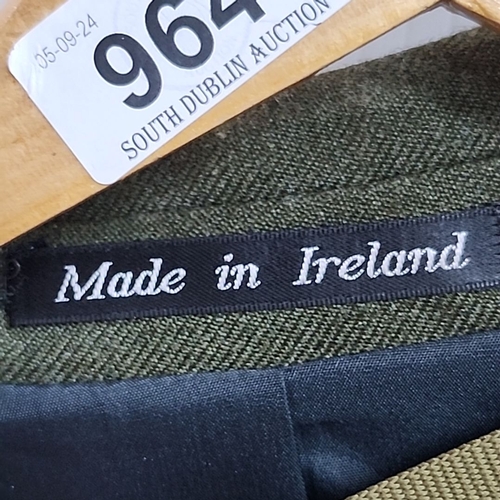 05-09-24
964
SOUTH DUBLIN AUCTION
Made in Ireland